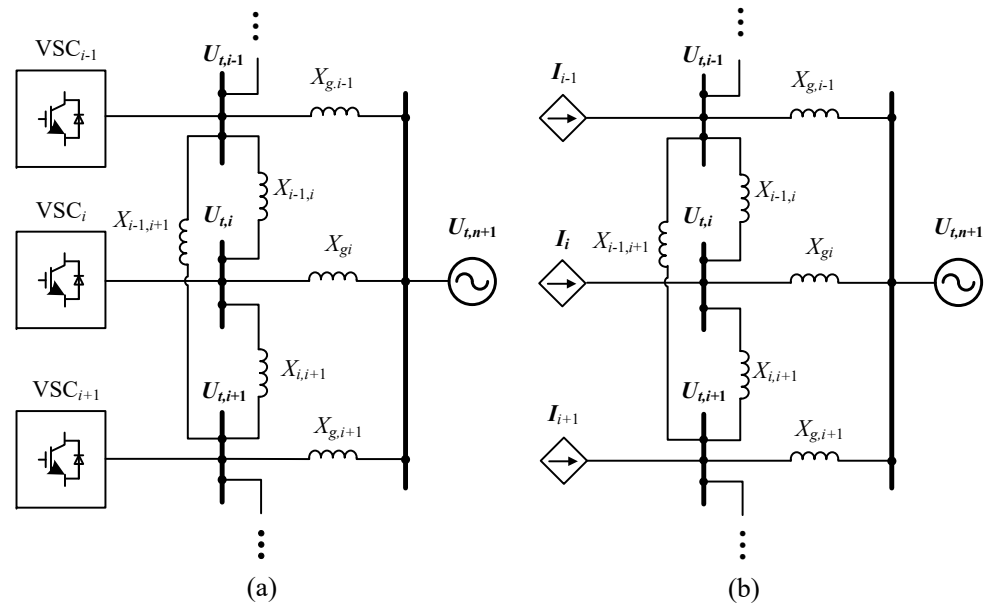 VSCi-1
Ut,i-1
Xg.i-1
Xi-1,i
VSCi
Xi-1,i+1
Ut,i
Xgi
Ut,n+1
Xi,i+1
VSCi+1
Ut,i+1
Xg,i+1
(a)
Ut,i-1
Ii-1
Xg,i-1
Xi-1,i
Ut,i
Ii
Xi-1,i+1
Xgi
Ut,n+1
Xi,i+1
Ut,i+1
Ii+1
Xg,i+1
(b)